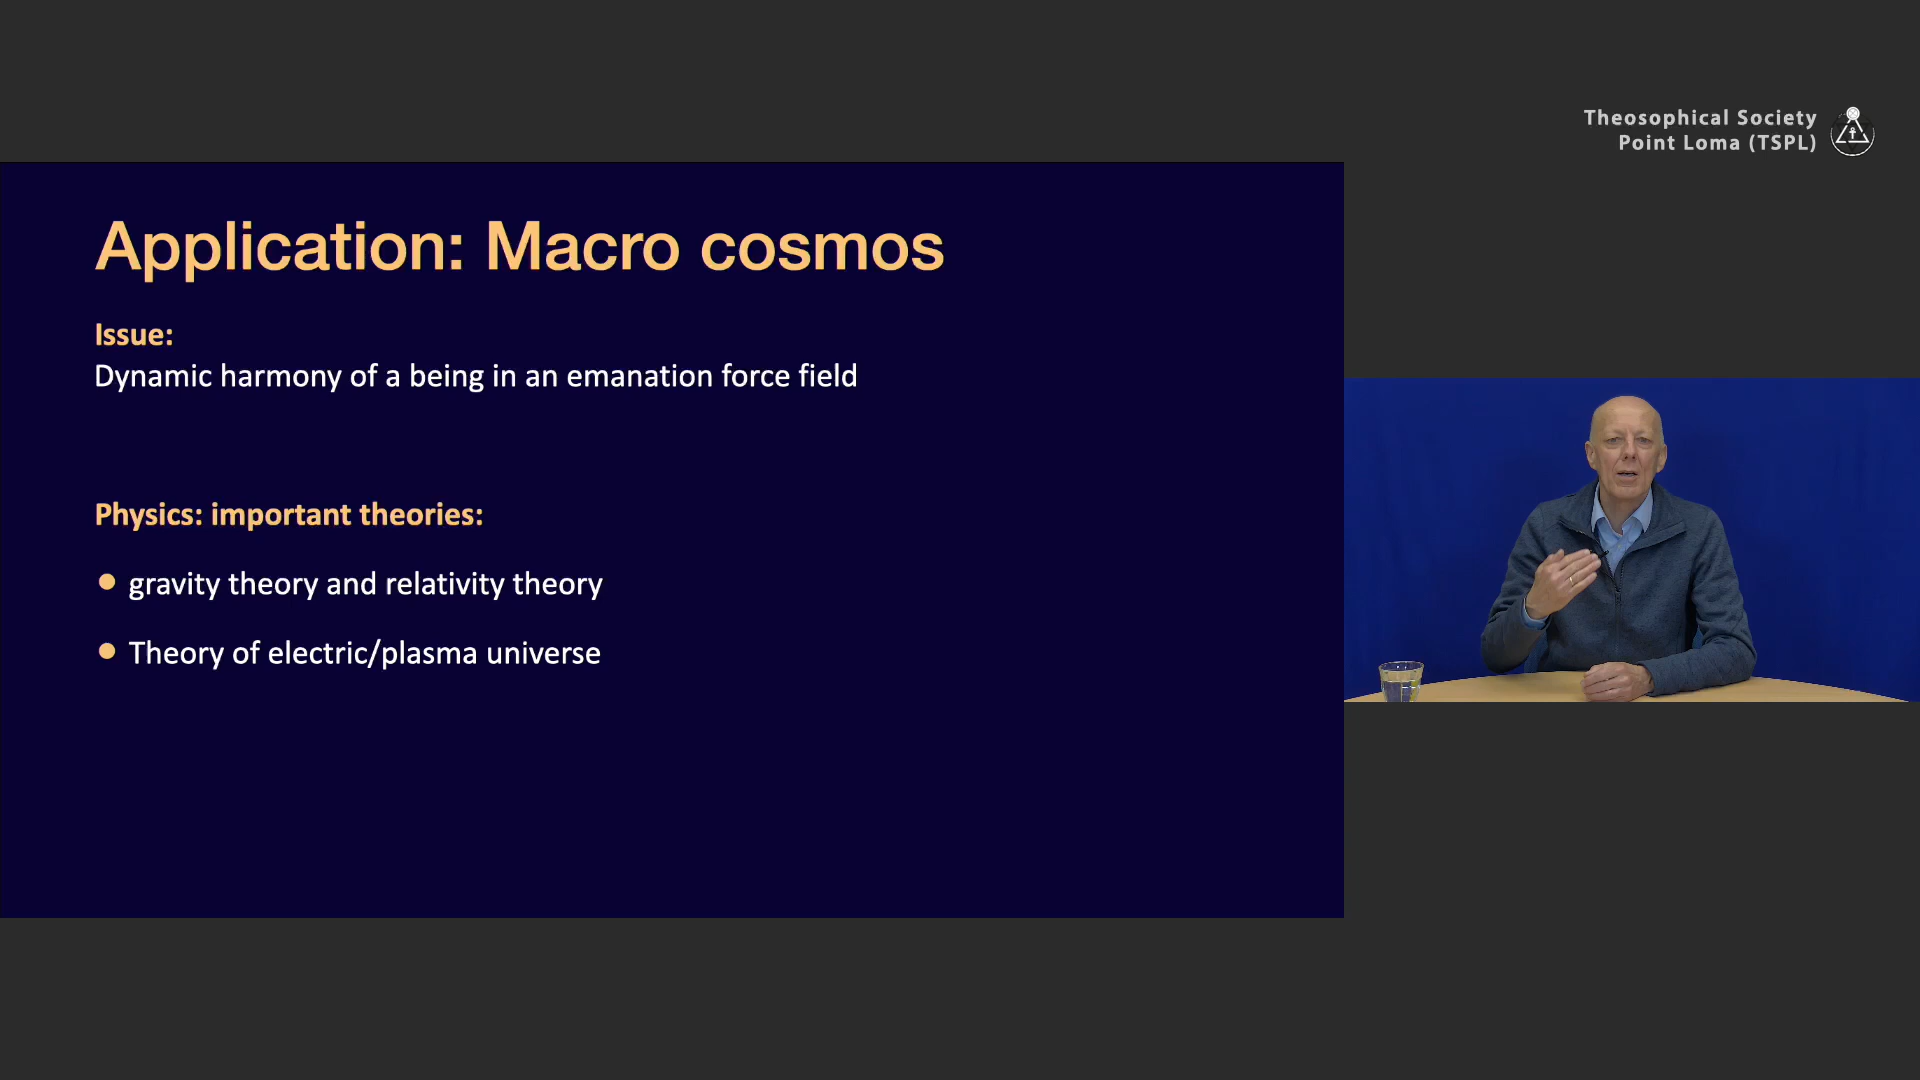 Theosophical Society
Point Loma (TSPL)
Application: Macro cosmos
Issue:
Dynamic harmony of a being in an emanation force field
Physics: important theories:
gravity theory and relativity theory
Theory of electric/plasma universe